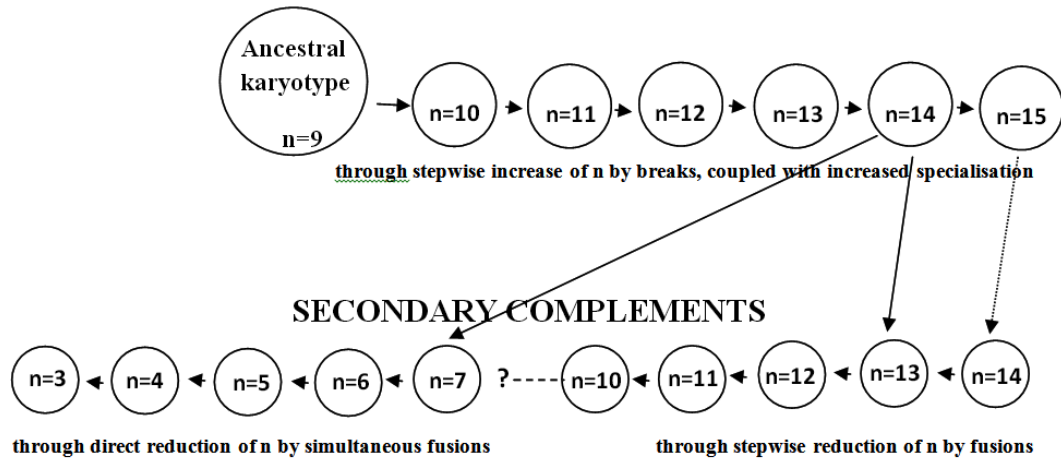 Ancestral
karyotype
n=9
n=10
n=11
n=12
n=13
n=14
n=15
through stepwise increase of n by breaks, coupled with increased specialisation
SECONDARY COMPLEMENTS
n=3
n=4
n=5
n=6
n=7
?----
n=10
n=11
n=12
n=13
n=14
through direct reduction of n by simultaneous fusions
through stepwise reduction of n by fusions